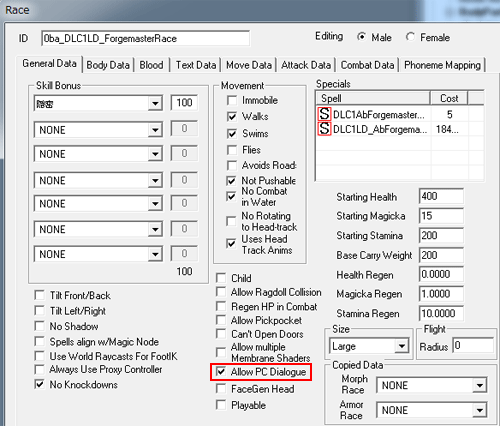 Race
ID 0ba_DLC1LD_ForgemasterRace Editing Male Female
General Data Body Data Blood Text Data Move Data Attack Data Combat Data Phoneme Mapping
Skill Bonus
隠密 100
NONE 0
NONE 0
NONE 0
NONE 0
NONE 0
NONE 0
100
Movement
Immobile
Walks
Swims
Flies
Avoids Roads
Not Pushable
No Combat
in Water
No Rotating
to Head-track
Uses Head
Track Anims
Specials
Spell Cost
S DLC1AbForgemaster... 5
S DLC1LD_AbForgema... 184...
Starting Health 400
Starting Magicka 15
Starting Stamina 200
Base Carry Weight 200
Health Regen 0.0000
Magicka Regen 1.0000
Stamina Regen 10.0000
Tilt Front/Back
Tilt Left/Right
No Shadow
Spells align w/Magic Node
Use World Raycasts For FootIK
Always Use Proxy Controller
No Knockdowns
Child
Allow Ragdoll Collision
Regen HP in Combat
Allow Pickpocket
Can't Open Doors
Allow multiple
Membrane Shaders
Allow PC Dialogue
FaceGen Head
Playable
Size
Large
Flight
Radius 0
Copied Data
Morph
Race NONE
Armor
Race NONE